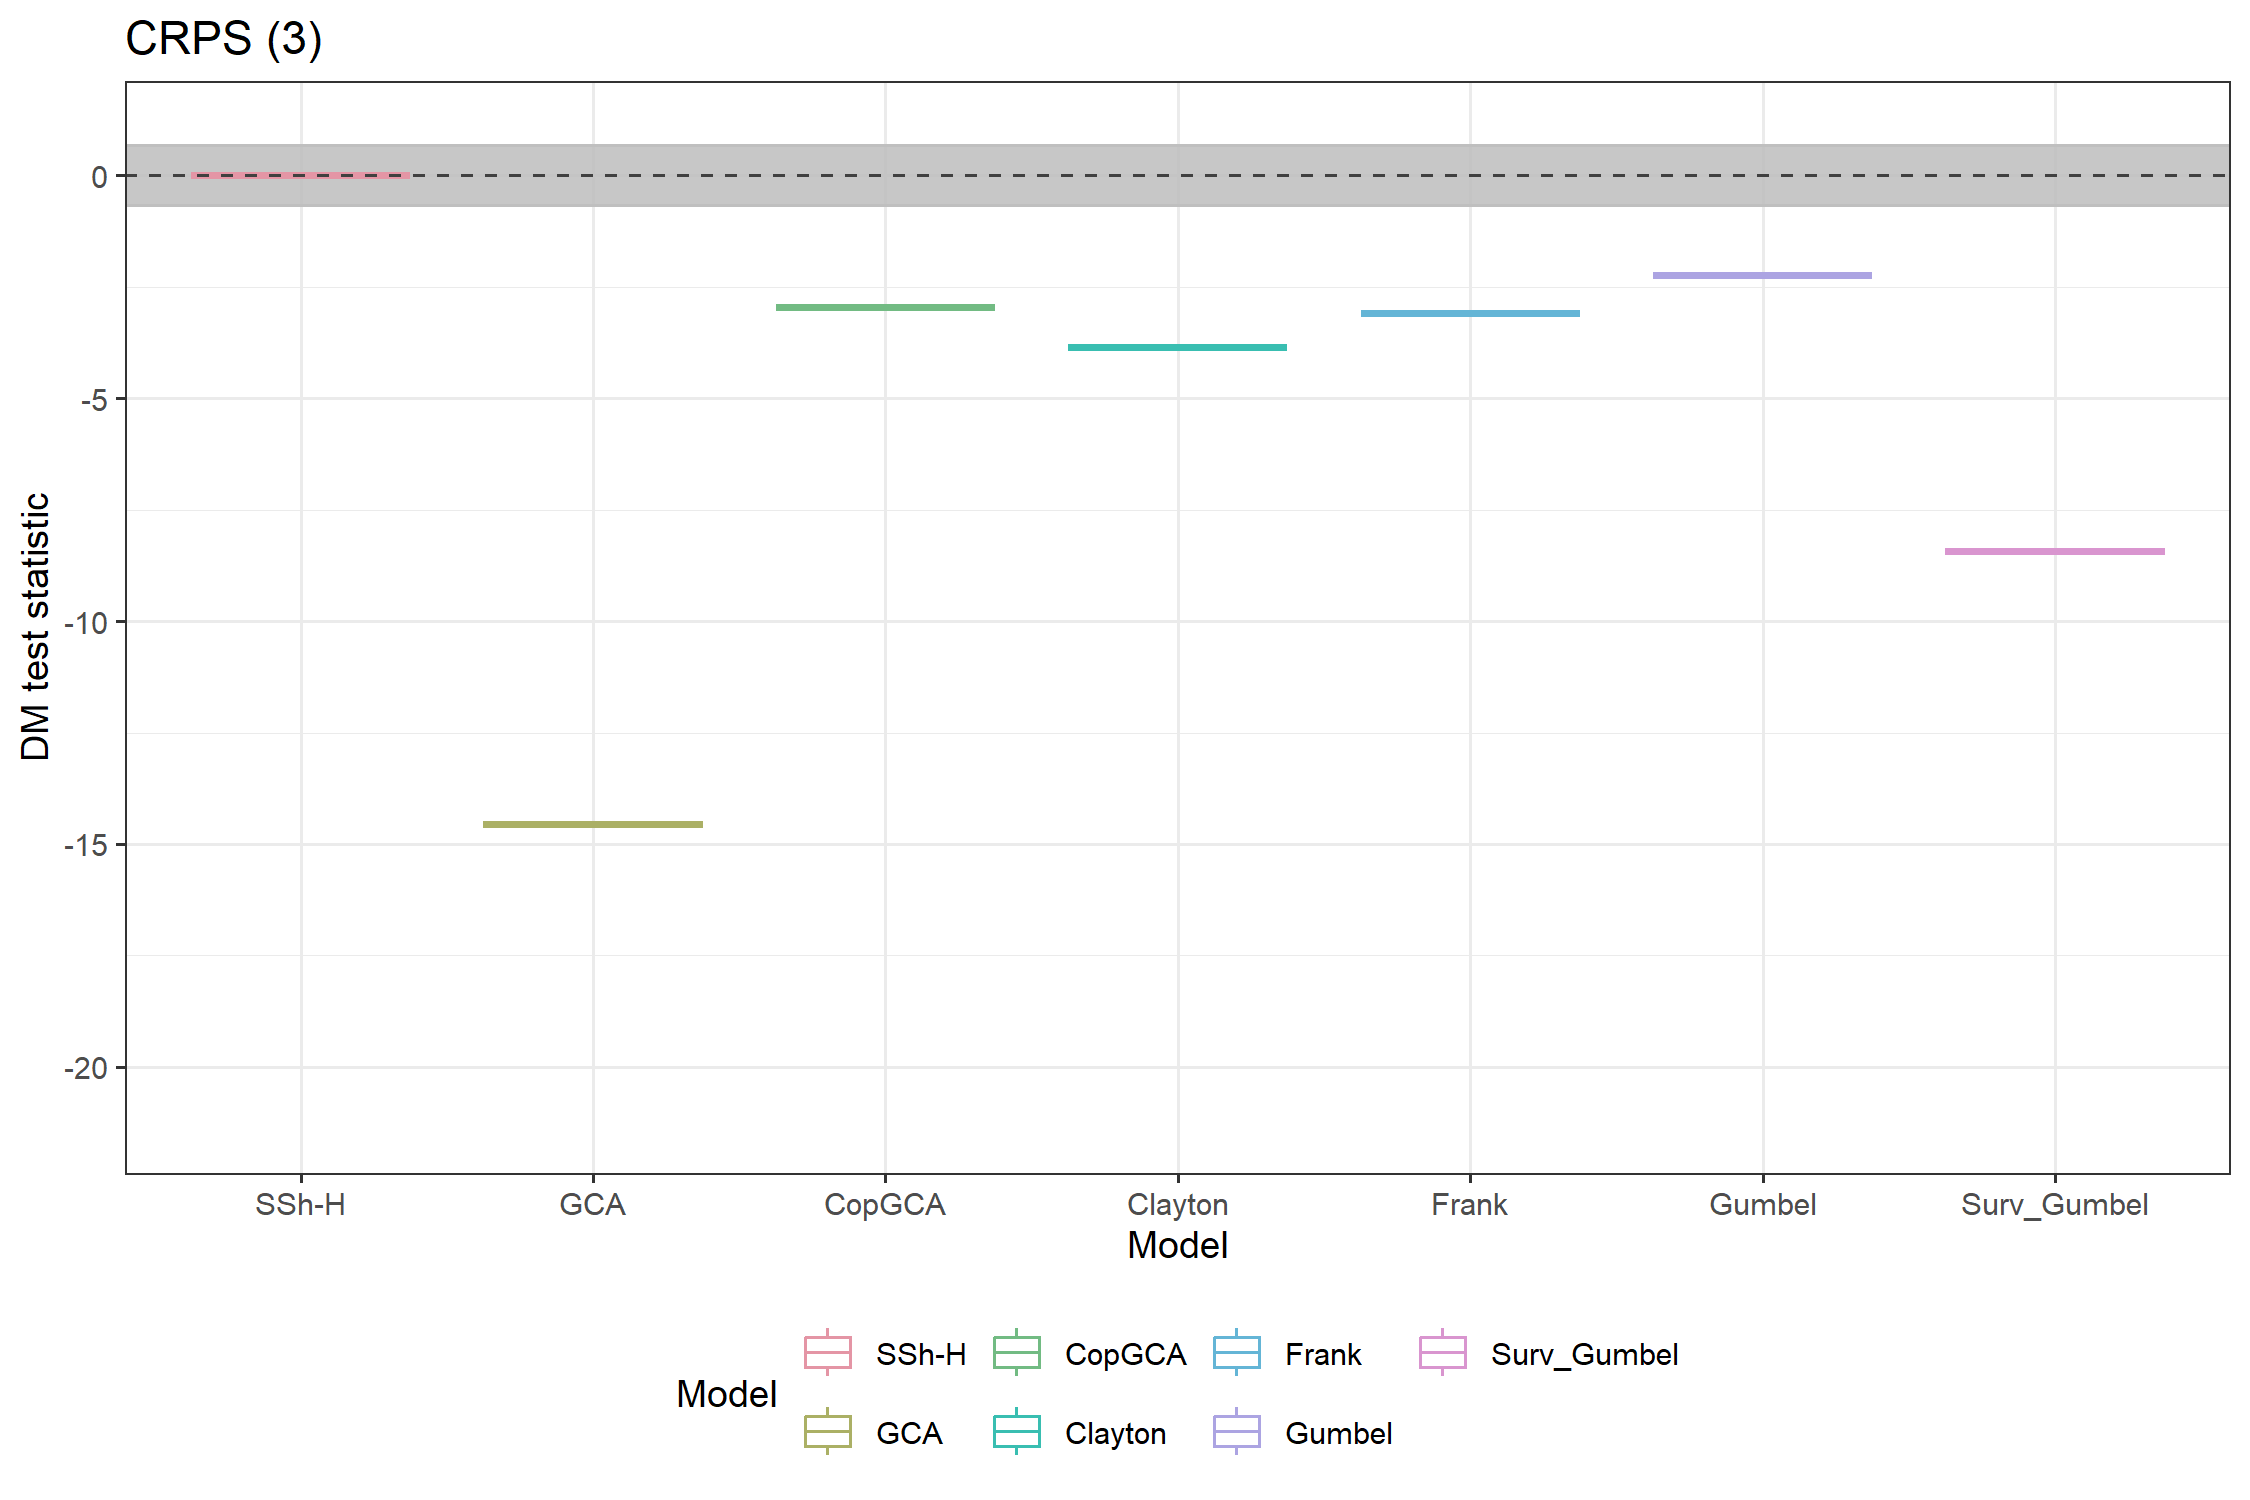 CRPS (3)
DM test statistic
0
-5
-10
-15
-20
SSh-H GCA CopGCA Clayton Frank Gumbel Surv_Gumbel
Model
Model
SSh-H CopGCA Frank Surv_Gumbel
GCA Clayton Gumbel